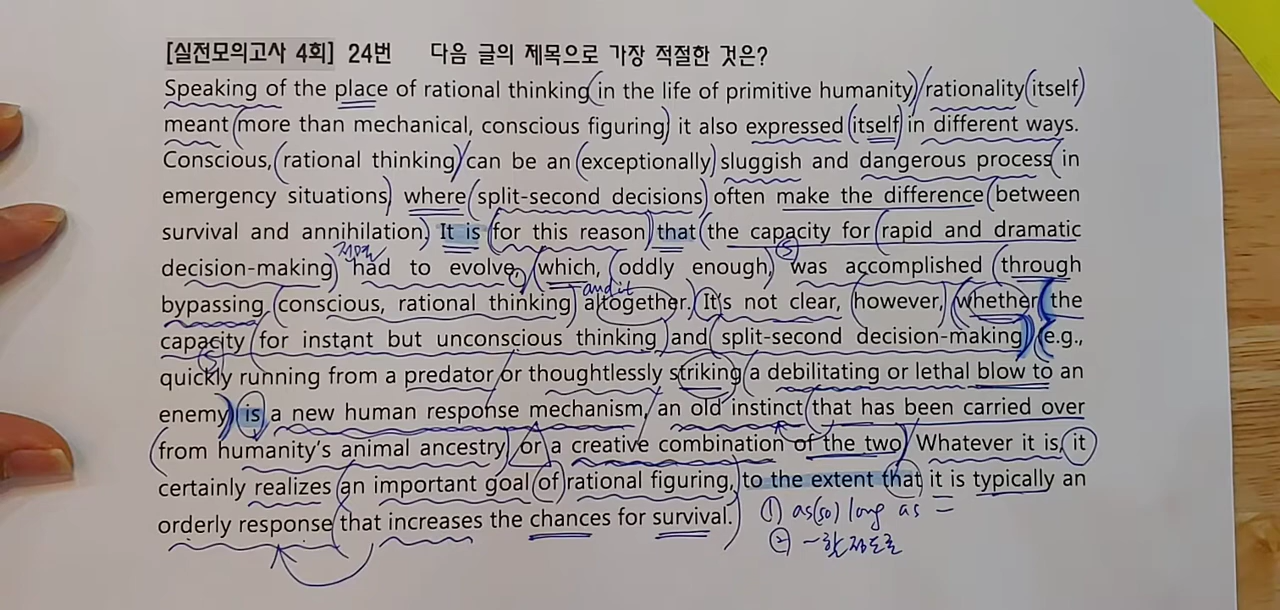 [실전모의고사 4회] 24번 다음 글의 제목으로 가장 적절한 것은?
Speaking of the place of rational thinking in the life of primitive humanity, rationality itself
meant more than mechanical, conscious figuring; it also expressed itself in different ways.
Conscious, rational thinking can be an exceptionally sluggish and dangerous process in
emergency situations, where split-second decisions often make the difference between
survival and annihilation. It is for this reason that the capacity for rapid and dramatic
decision-making had to evolve, which, oddly enough, was accomplished through
and it
bypassing conscious, rational thinking altogether. It's not clear, however, whether the
capacity for instant but unconscious thinking and split-second decision-making (e.g.,
quickly running from a predator or thoughtlessly striking a debilitating or lethal blow to an
enemy) is a new human response mechanism, an old instinct that has been carried over
from humanity's animal ancestry, or a creative combination of the two. Whatever it is, it
certainly realizes an important goal of rational figuring, to the extent that it is typically an
orderly response that increases the chances for survival.
① as(so) long as ~
② ~한 정도로